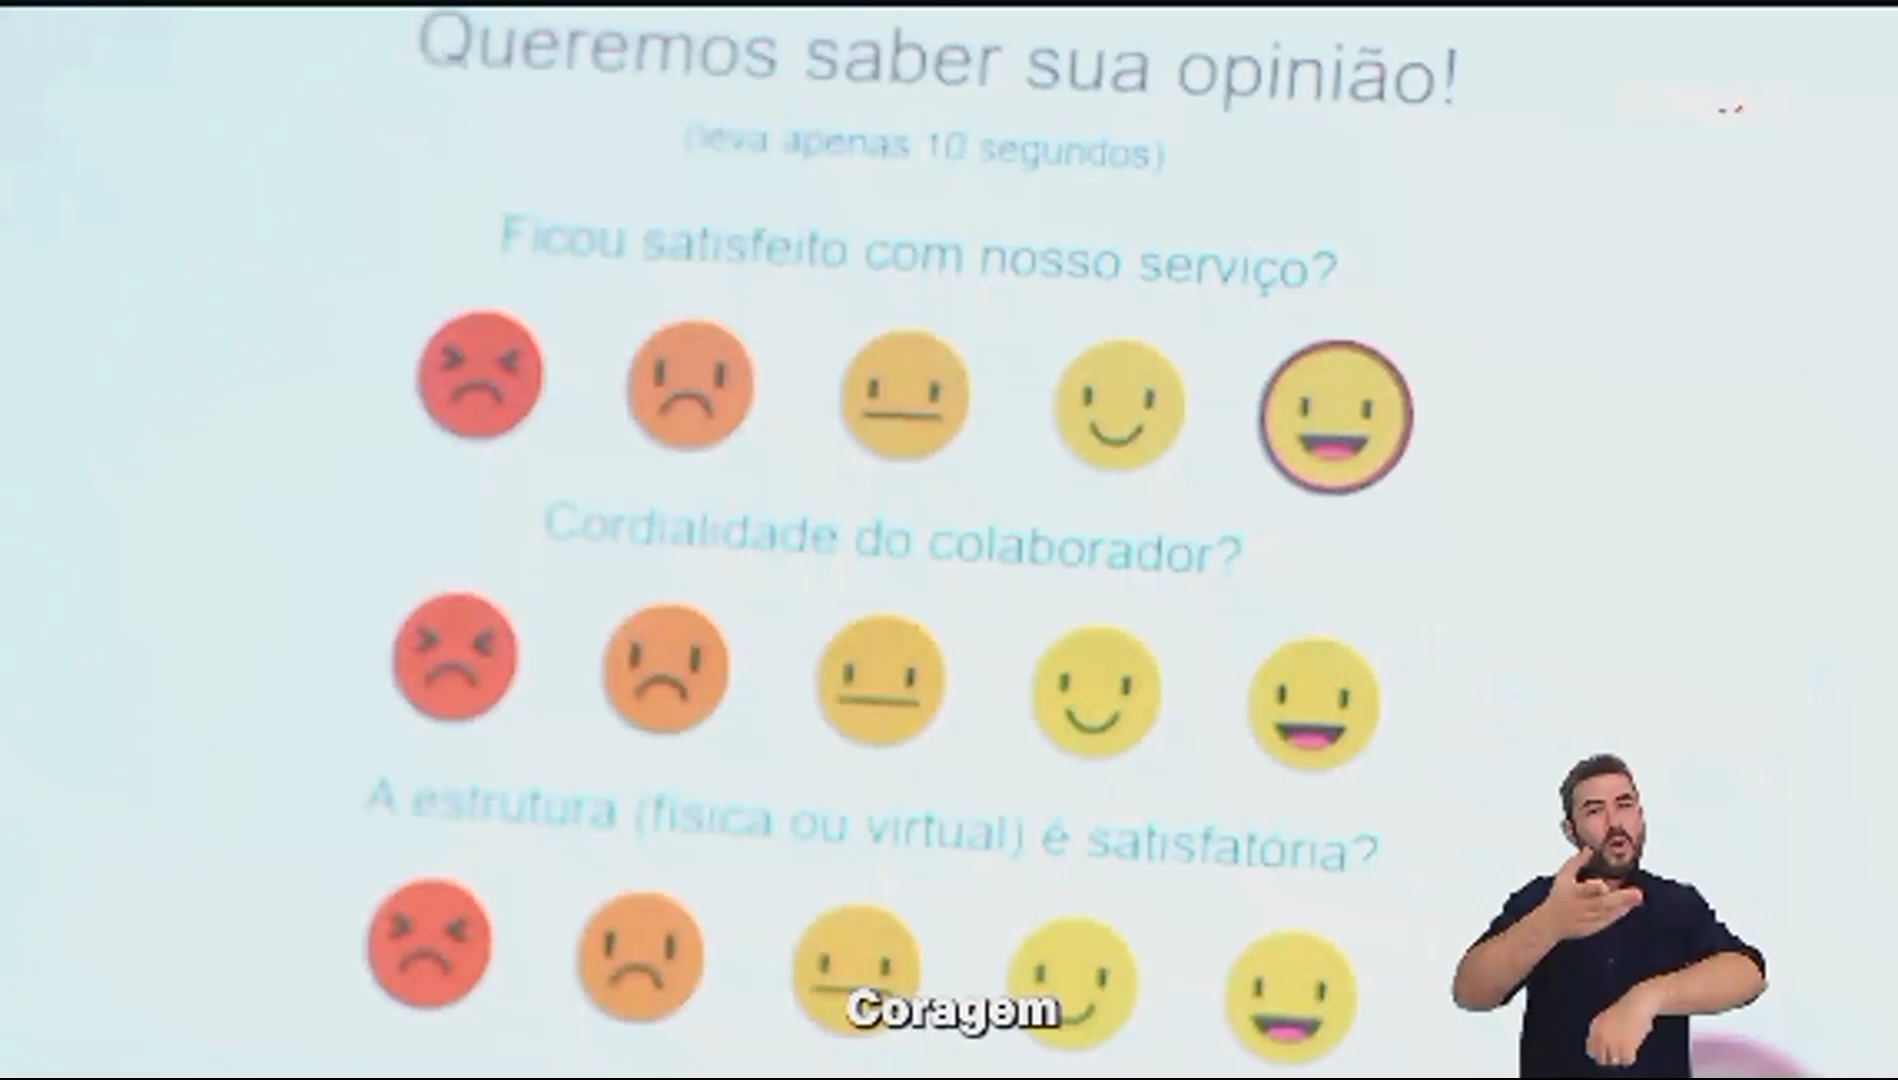 Queremos saber sua opinião!
(leva apenas 10 segundos)
Ficou satisfeito com nosso serviço?
Cordialidade do colaborador?
A estrutura (física ou virtual) é satisfatória?
Coragem